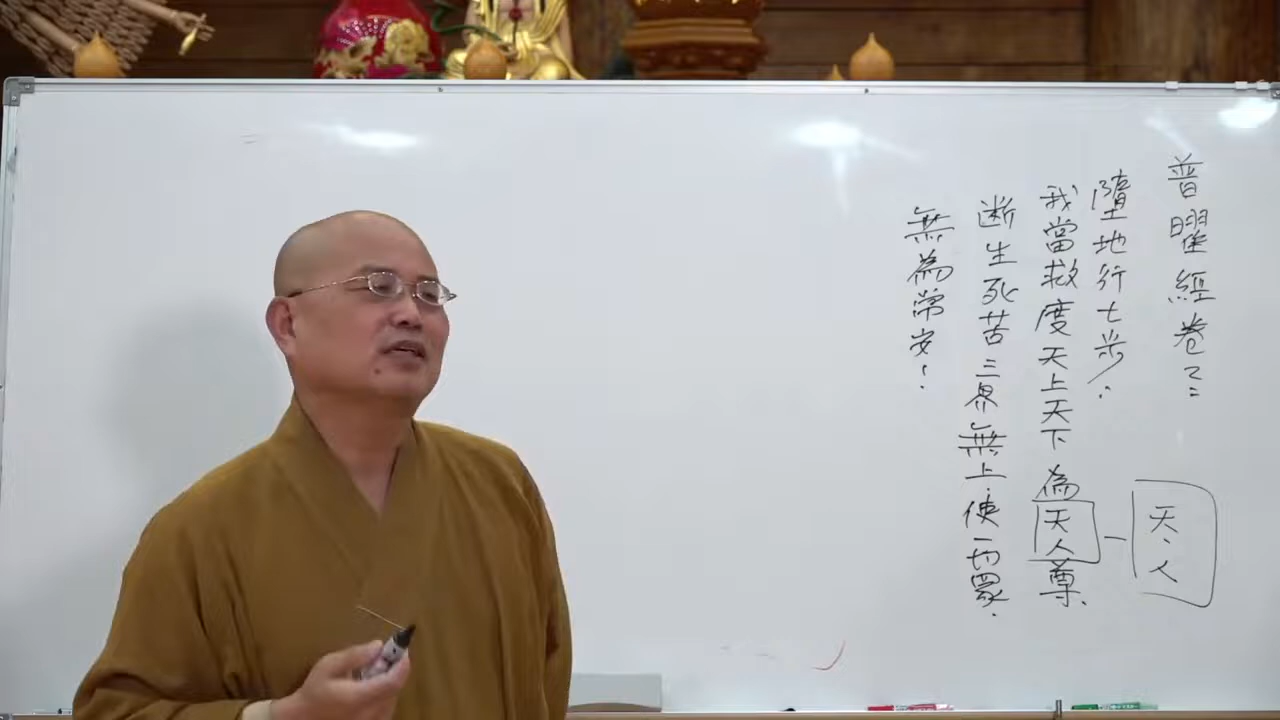 普曜經卷二:
墮地行七步.
我當救度天上天下為天人尊、
断生死苦三界無上.使一切眾.
無為常安!
天、人